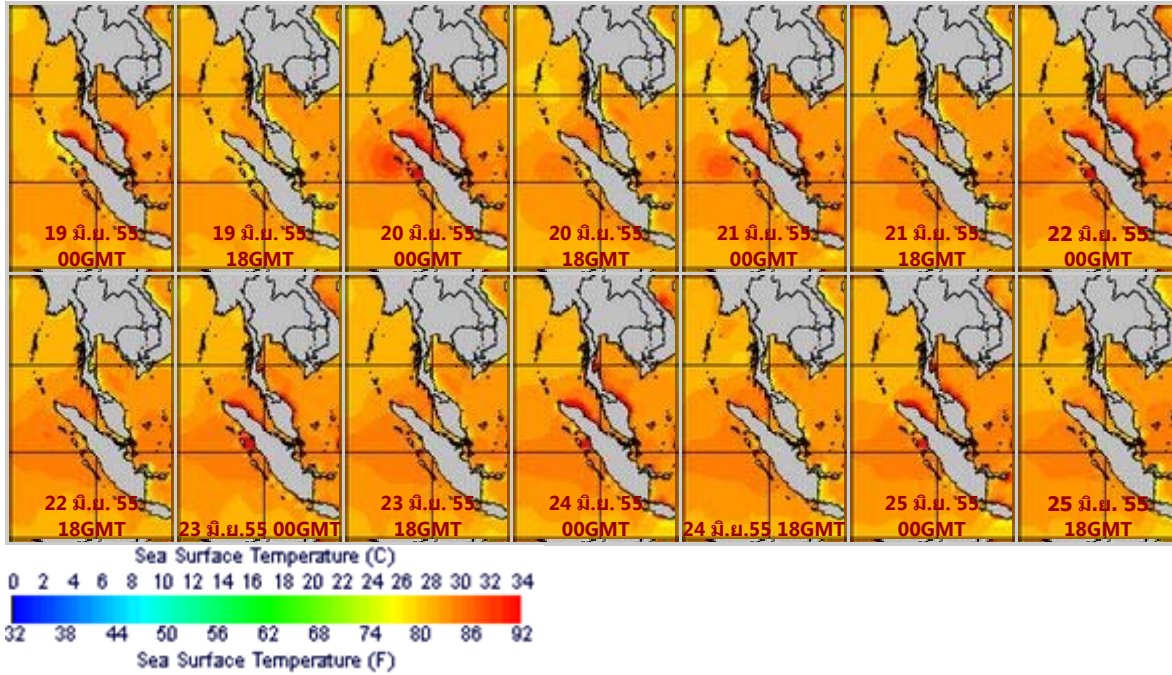 19 มิ.ย. 55
00GMT
19 มิ.ย. 55
18GMT
20 มิ.ย. 55
00GMT
20 มิ.ย. 55
18GMT
21 มิ.ย. 55
00GMT
21 มิ.ย. 55
18GMT
22 มิ.ย. 55
00GMT
22 มิ.ย. 55
18GMT
23 มิ.ย.55 00GMT
23 มิ.ย. 55
18GMT
24 มิ.ย. 55
00GMT
24 มิ.ย.55 18GMT
25 มิ.ย. 55
00GMT
25 มิ.ย. 55
18GMT
Sea Surface Temperature (C)
0 2 4 6 8 10 12 14 16 18 20 22 24 26 28 30 32 34
32 38 44 50 56 62 68 74 80 86 92
Sea Surface Temperature (F)